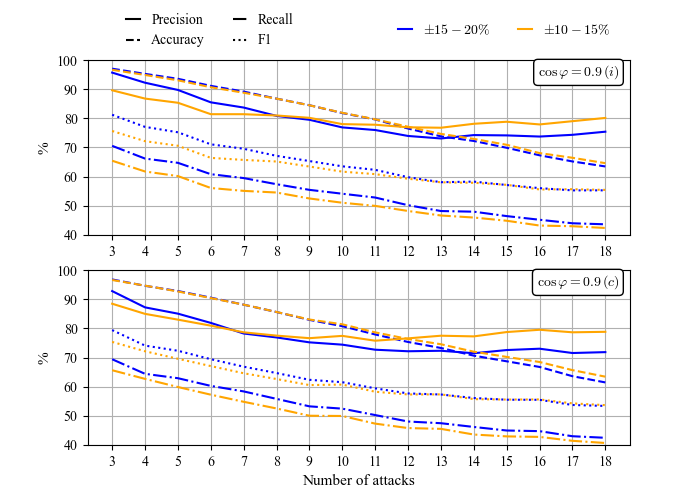 Precision Recall
Accuracy F1
±15 − 20% ±10 − 15%
100
90
80
70
60
50
40
%
cos φ = 0.9 (i)
3 4 5 6 7 8 9 10 11 12 13 14 15 16 17 18
100
90
80
70
60
50
40
%
cos φ = 0.9 (c)
3 4 5 6 7 8 9 10 11 12 13 14 15 16 17 18
Number of attacks